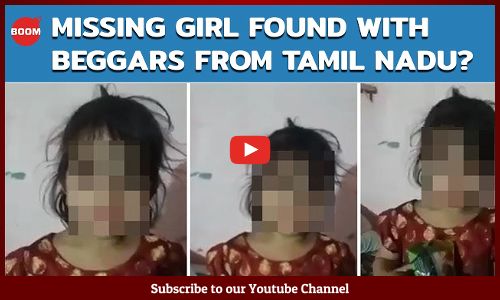 BOOM
MISSING GIRL FOUND WITH
BEGGARS FROM TAMIL NADU?
Subscribe to our Youtube Channel